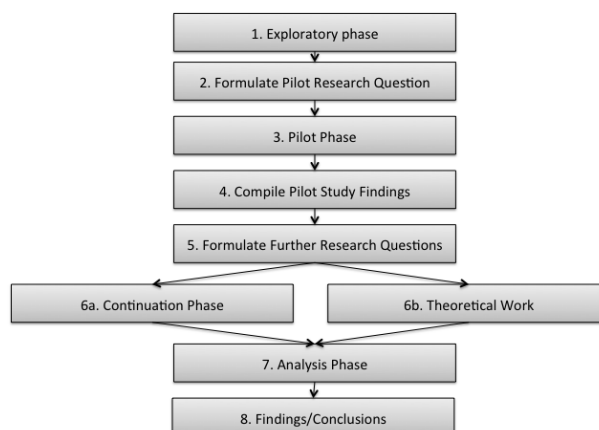 1. Exploratory phase
2. Formulate Pilot Research Question
3. Pilot Phase
4. Compile Pilot Study Findings
5. Formulate Further Research Questions
6a. Continuation Phase
6b. Theoretical Work
7. Analysis Phase
8. Findings/Conclusions